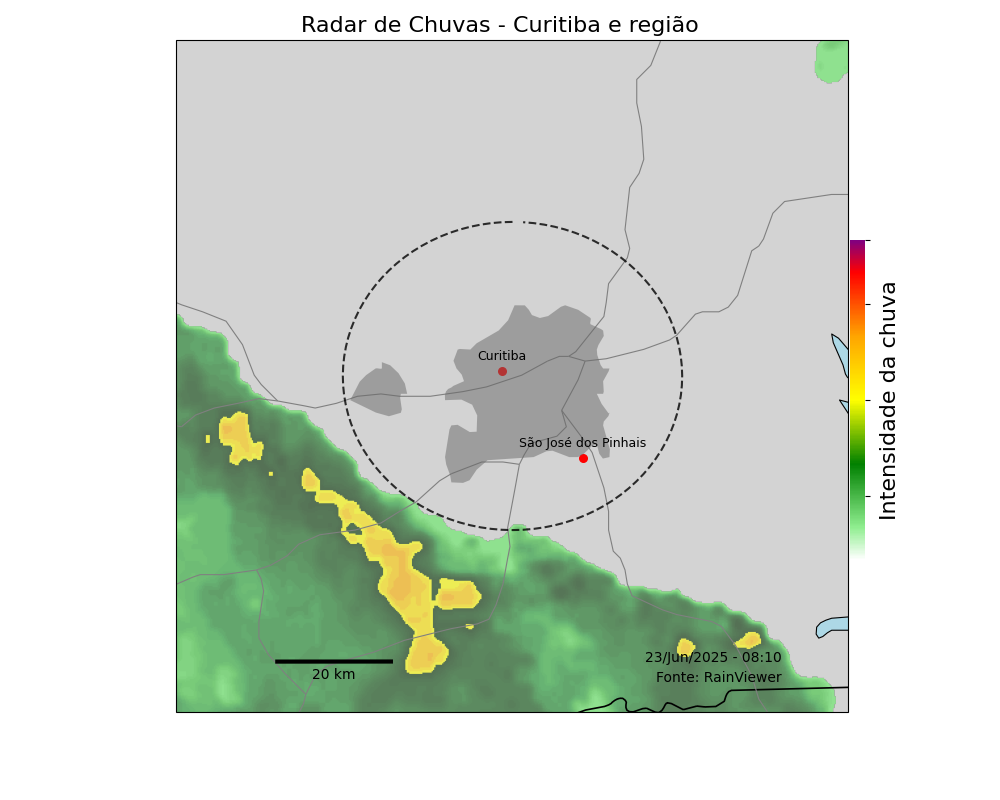 Radar de Chuvas - Curitiba e região
Curitiba
São José dos Pinhais
Intensidade da chuva
20 km
23/Jun/2025 - 08:10
Fonte: RainViewer